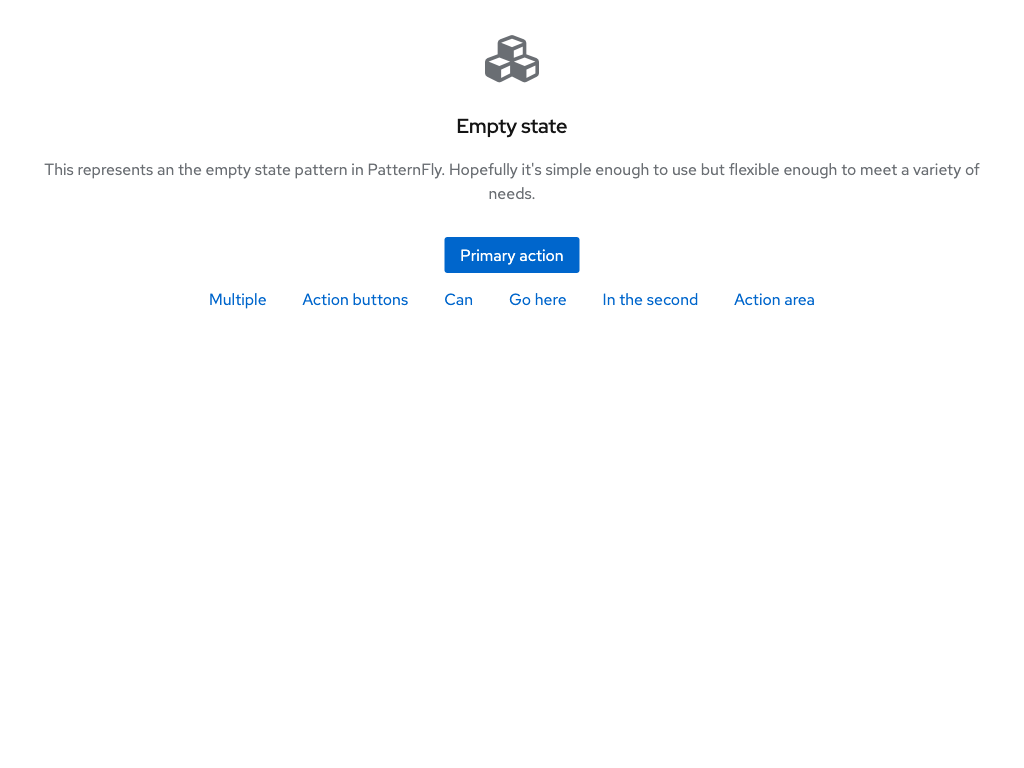 Empty state
This represents an the empty state pattern in PatternFly. Hopefully it's simple enough to use but flexible enough to meet a variety of
needs.
Primary action
Multiple Action buttons Can Go here In the second Action area